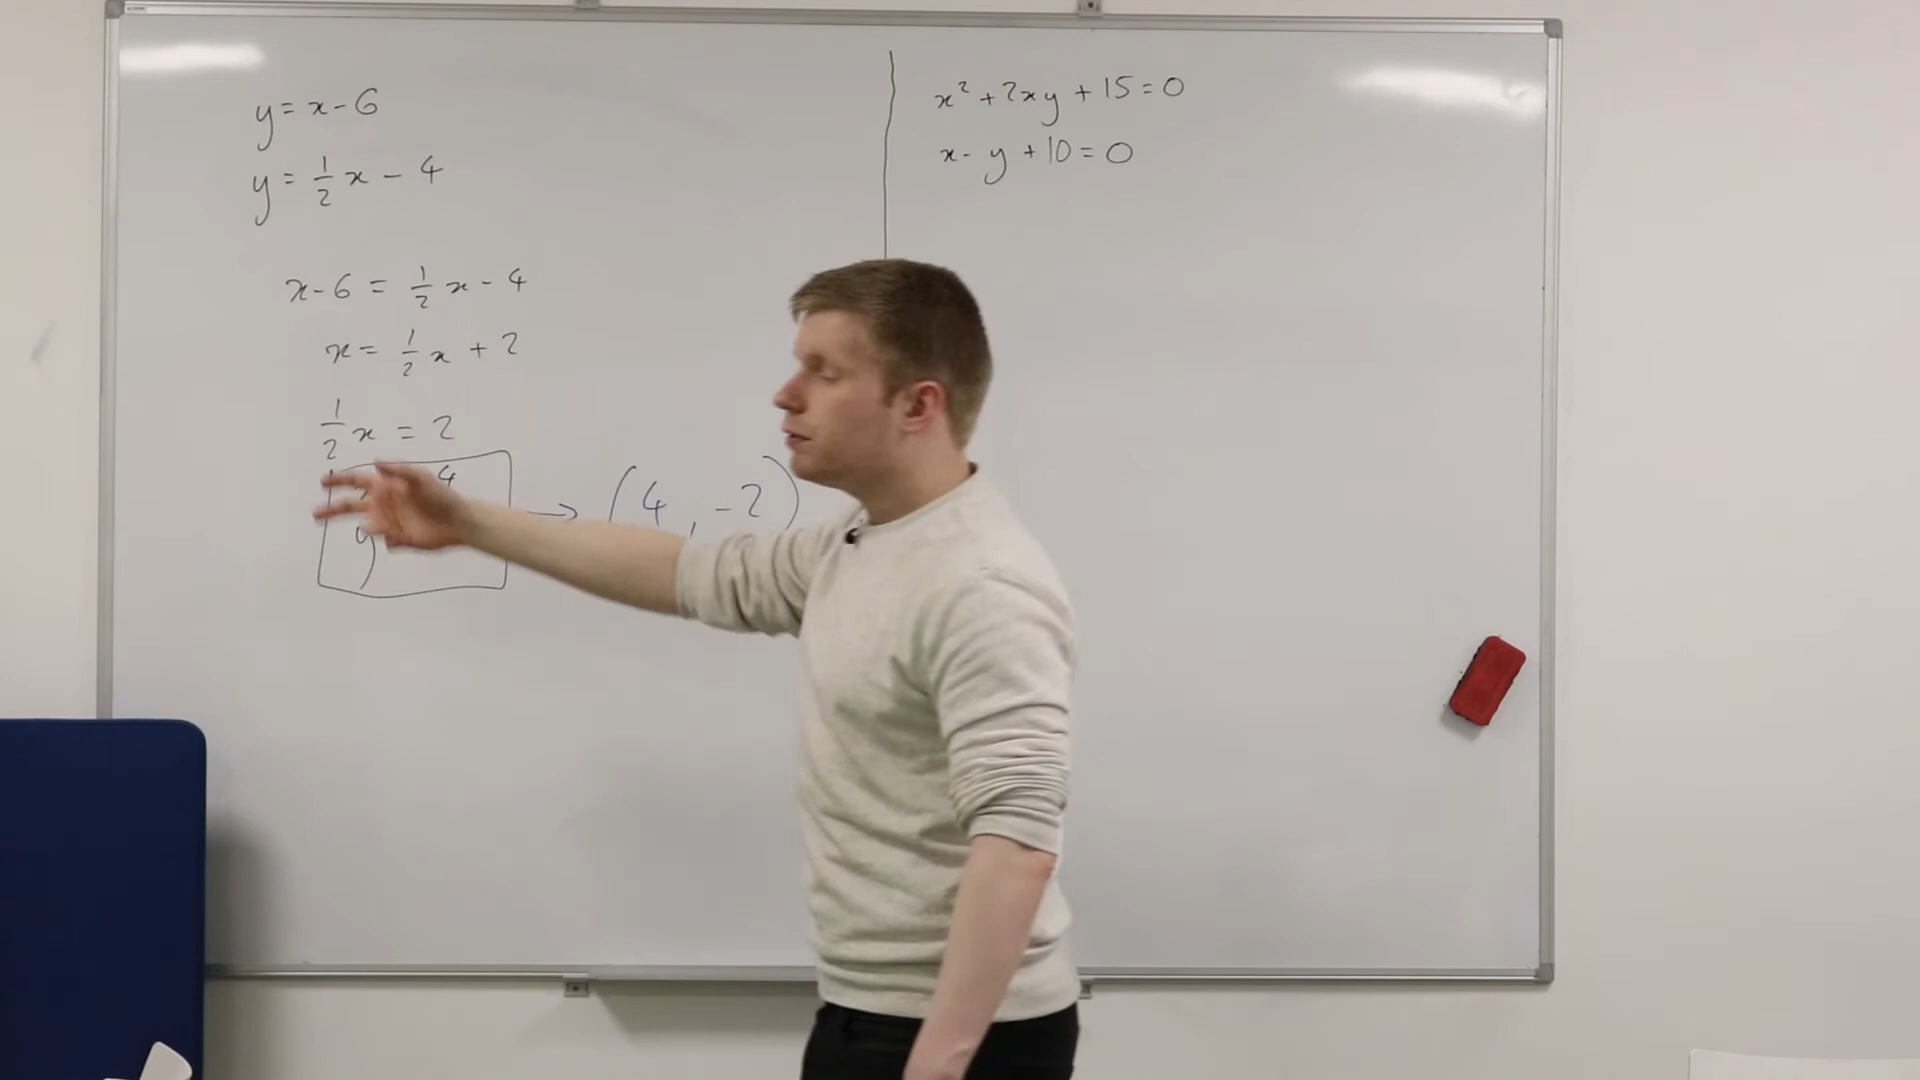 y = x - 6
y = 1/2 x - 4
x - 6 = 1/2 x - 4
x = 1/2 x + 2
1/2 x = 2
4
y
→ (4, -2)
x² + 2xy + 15 = 0
x - y + 10 = 0